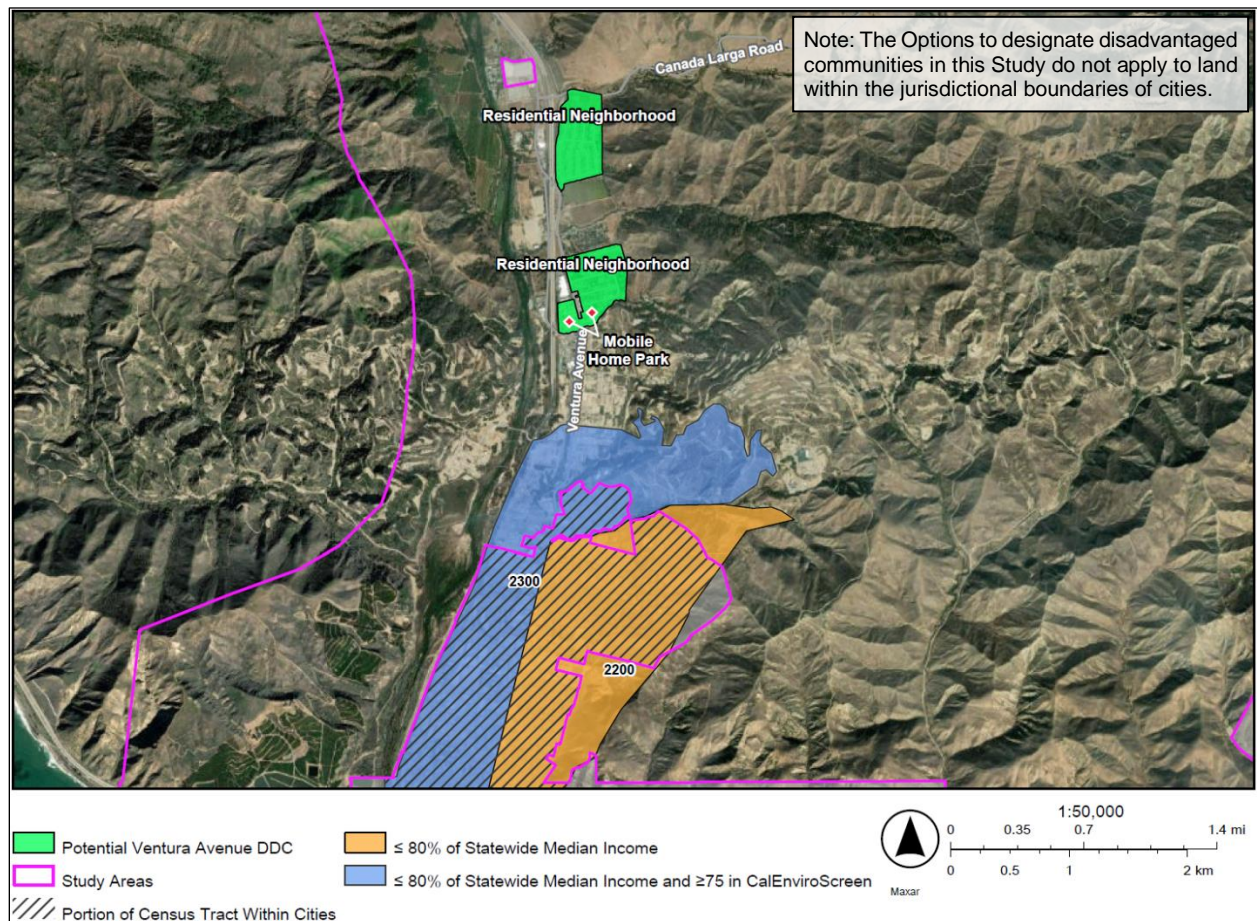 Note: The Options to designate disadvantaged
communities in this Study do not apply to land
within the jurisdictional boundaries of cities.
Canada Larga Road
Residential Neighborhood
Residential Neighborhood
Mobile
Home Park
Ventura Avenue
2300
2200
Potential Ventura Avenue DDC
Study Areas
Portion of Census Tract Within Cities
≤ 80% of Statewide Median Income
≤ 80% of Statewide Median Income and ≥75 in CalEnviroScreen
Maxar
1:50,000
0 0.35 0.7 1.4 mi
0 0.5 1 2 km